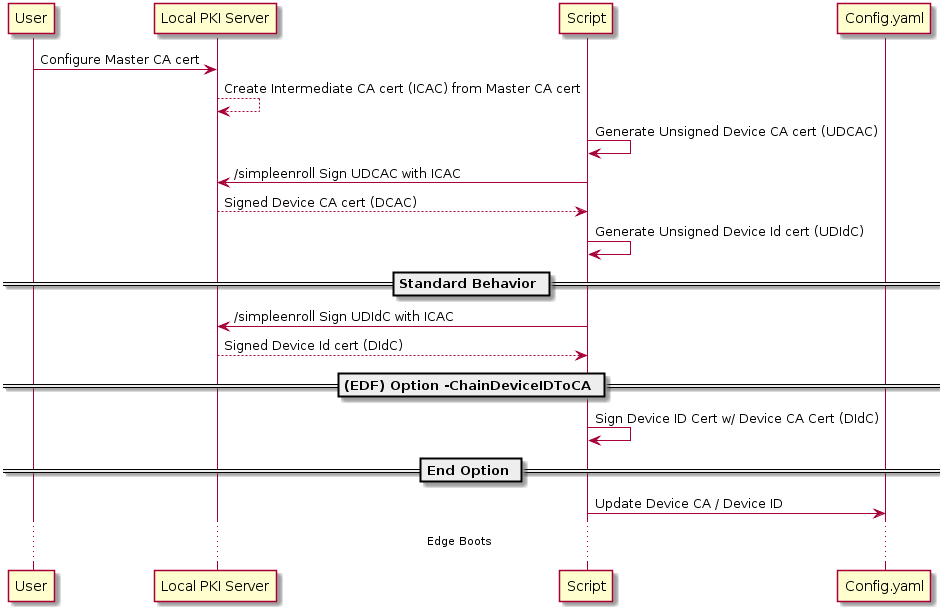 User
Local PKI Server
Script
Config.yaml
Configure Master CA cert
Create Intermediate CA cert (ICAC) from Master CA cert
Generate Unsigned Device CA cert (UDCAC)
/simpleenroll Sign UDCAC with ICAC
Signed Device CA cert (DCAC)
Generate Unsigned Device Id cert (UDIdC)
Standard Behavior
/simpleenroll Sign UDIdC with ICAC
Signed Device Id cert (DIdC)
(EDF) Option -ChainDeviceIDToCA
Sign Device ID Cert w/ Device CA Cert (DIdC)
End Option
Update Device CA / Device ID
Edge Boots
User
Local PKI Server
Script
Config.yaml